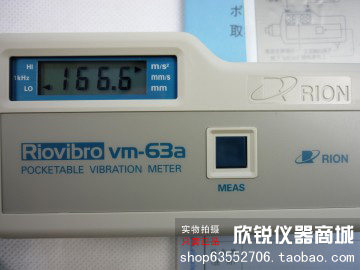 取
ボ
HI
1kHz
LO
166.6
m/s²
mm/s
mm
RION
Riovibro vm-63a
POCKETABLE VIBRATION METER
MEAS
RION
实物拍摄
欣锐仪器商城
shop63552706.taobao.com